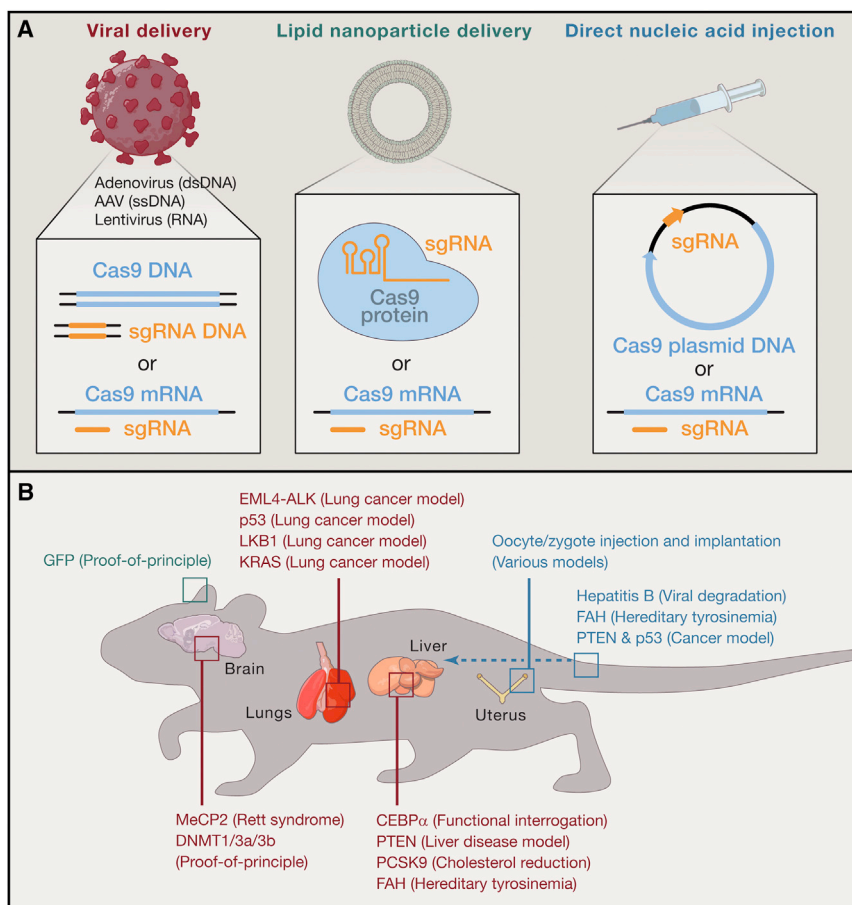 A
Viral delivery
Lipid nanoparticle delivery
Direct nucleic acid injection
Adenovirus (dsDNA)
AAV (ssDNA)
Lentivirus (RNA)
Cas9 DNA
sgRNA DNA
or
Cas9 mRNA
sgRNA
sgRNA
Cas9
protein
or
Cas9 mRNA
sgRNA
sgRNA
Cas9 plasmid DNA
or
Cas9 mRNA
sgRNA
B
GFP (Proof-of-principle)
EML4-ALK (Lung cancer model)
p53 (Lung cancer model)
LKB1 (Lung cancer model)
KRAS (Lung cancer model)
Oocyte/zygote injection and implantation
(Various models)
Hepatitis B (Viral degradation)
FAH (Hereditary tyrosinemia)
PTEN & p53 (Cancer model)
Brain
Lungs
Liver
Uterus
MeCP2 (Rett syndrome)
DNMT1/3a/3b
(Proof-of-principle)
CEBPα (Functional interrogation)
PTEN (Liver disease model)
PCSK9 (Cholesterol reduction)
FAH (Hereditary tyrosinemia)